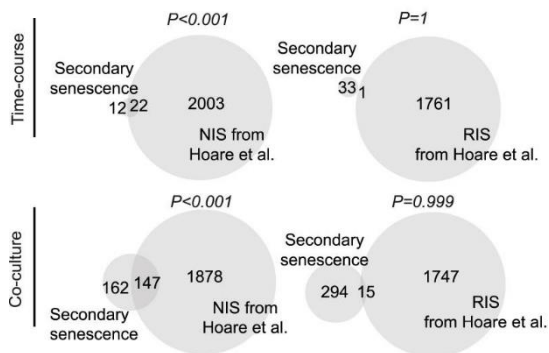 Time-course
P<0.001
Secondary
senescence
12 22
2003
NIS from
Hoare et al.
P=1
Secondary
senescence
33 1
1761
RIS
from Hoare et al.
Co-culture
P<0.001
162 147
1878
Secondary
senescence
NIS from
Hoare et al.
P=0.999
Secondary
senescence
294 15
1747
RIS
from Hoare et al.